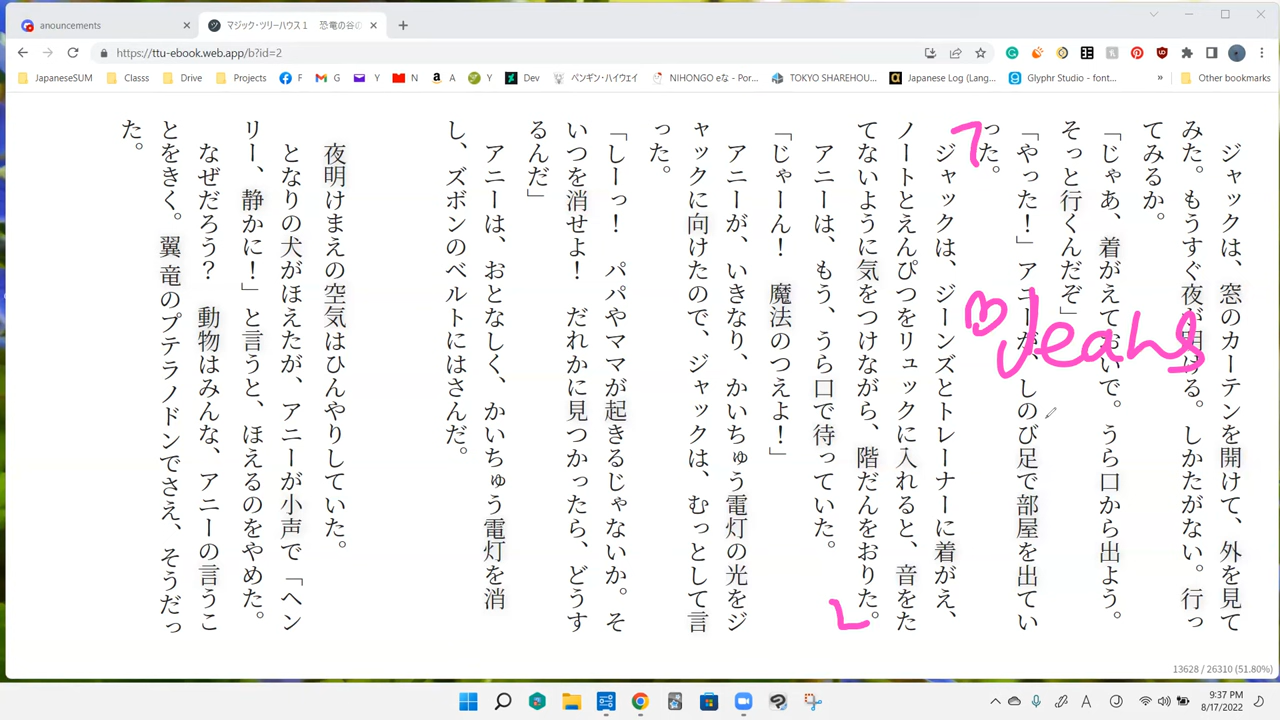 anouncements
マジック・ツリーハウス１ 恐竜の谷の
https://ttu-ebook.web.app/b?id=2
JapaneseSUM
Classs
Drive
Projects
F
G
Y
N
A
Y
Dev
ペンギン・ハイウェイ
NIHONGO eな - Por...
TOKYO SHAREHOU...
Japanese Log (Lang...
Glyphr Studio - font...
»
Other bookmarks
ジャックは、窓のカーテンを開けて、外を見て
みた。もうすぐ夜が明ける。しかたがない。行っ
てみるか。
「じゃあ、着がえておいで。うら口から出よう。
そっと行くんだぞ」
「やった！」アニーが、しのび足で部屋を出てい
った。
ジャックは、ジーンズとトレーナーに着がえ、
ノートとえんぴつをリュックに入れると、音をた
てないように気をつけながら、階だんをおりた。
アニーは、もう、うら口で待っていた。
「じゃーん！　魔法のつえよ！」
アニーが、いきなり、かいちゅう電灯の光をジ
ャックに向けたので、ジャックは、むっとして言
った。
「しーっ！　パパやママが起きるじゃないか。そ
いつを消せよ！　だれかに見つかったら、どうす
るんだ」
アニーは、おとなしく、かいちゅう電灯を消
し、ズボンのベルトにはさんだ。
夜明けまえの空気はひんやりしていた。
となりの犬がほえたが、アニーが小声で「ヘン
リー、静かに！」と言うと、ほえるのをやめた。
なぜだろう？　動物はみんな、アニーの言うこ
とをきく。翼竜のプテラノドンでさえ、そうだっ
た。
Jeans
13628 / 26310 (51.80%)
9:37 PM
8/17/2022